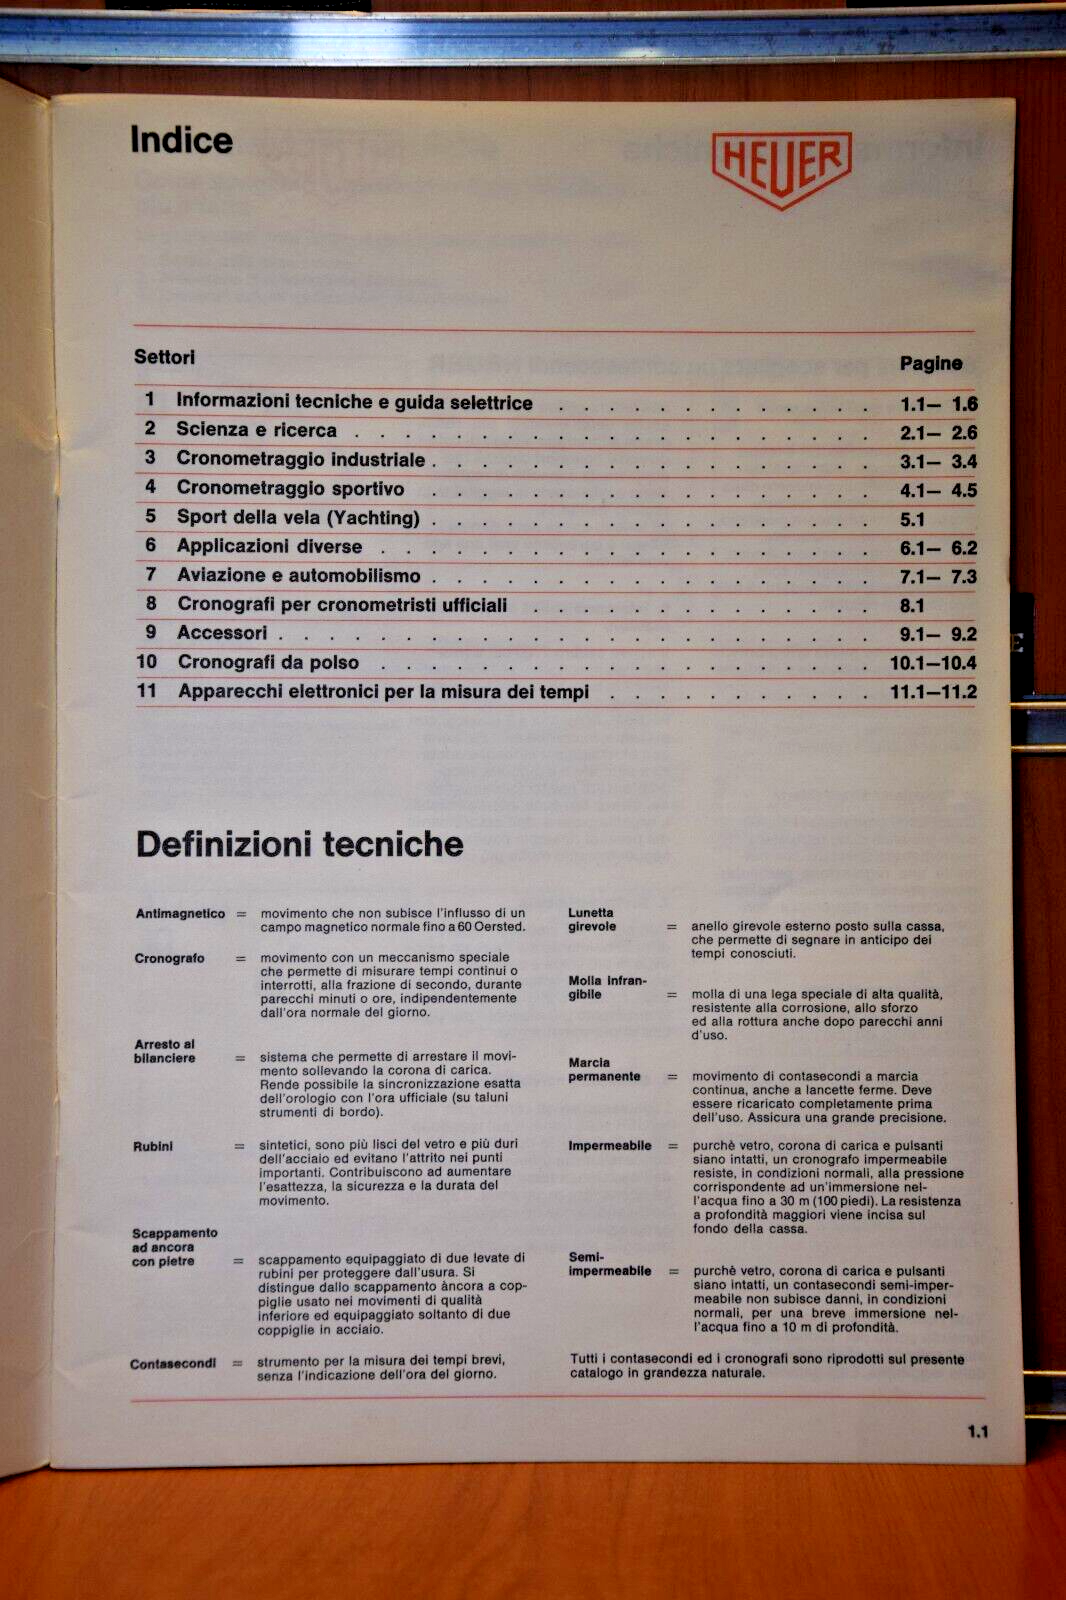 Indice
HEUER
Settori Pagine
1 Informazioni tecniche e guida selettrice . . . . . . . . . . . . . 1.1– 1.6
2 Scienza e ricerca . . . . . . . . . . . . . . . . . . . . . 2.1– 2.6
3 Cronometraggio industriale . . . . . . . . . . . . . . . . . . 3.1– 3.4
4 Cronometraggio sportivo . . . . . . . . . . . . . . . . . . 4.1– 4.5
5 Sport della vela (Yachting) . . . . . . . . . . . . . . . . . . 5.1
6 Applicazioni diverse . . . . . . . . . . . . . . . . . . . . 6.1– 6.2
7 Aviazione e automobilismo . . . . . . . . . . . . . . . . . . 7.1– 7.3
8 Cronografi per cronometristi ufficiali . . . . . . . . . . . . . . 8.1
9 Accessori . . . . . . . . . . . . . . . . . . . . . . . . 9.1– 9.2
10 Cronografi da polso . . . . . . . . . . . . . . . . . . . . 10.1–10.4
11 Apparecchi elettronici per la misura dei tempi . . . . . . . . . . . 11.1–11.2
Definizioni tecniche
Antimagnetico = movimento che non subisce l'influsso di un
campo magnetico normale fino a 60 Oersted.
Cronografo = movimento con un meccanismo speciale
che permette di misurare tempi continui o
interrotti, alla frazione di secondo, durante
parecchi minuti o ore, indipendentemente
dall'ora normale del giorno.
Arresto al
bilanciere = sistema che permette di arrestare il movi-
mento sollevando la corona di carica.
Rende possibile la sincronizzazione esatta
dell'orologio con l'ora ufficiale (su taluni
strumenti di bordo).
Rubini = sintetici, sono più lisci del vetro e più duri
dell'acciaio ed evitano l'attrito nei punti
importanti. Contribuiscono ad aumentare
l'esattezza, la sicurezza e la durata del
movimento.
Scappamento
ad ancora
con pietre = scappamento equipaggiato di due levate di
rubini per proteggere dall'usura. Si
distingue dallo scappamento àncora a cop-
piglie usato nei movimenti di qualità
inferiore ed equipaggiato soltanto di due
coppiglie in acciaio.
Contasecondi = strumento per la misura dei tempi brevi,
senza l'indicazione dell'ora del giorno.
Lunetta
girevole = anello girevole esterno posto sulla cassa,
che permette di segnare in anticipo dei
tempi conosciuti.
Molla infran-
gibile = molla di una lega speciale di alta qualità,
resistente alla corrosione, allo sforzo
ed alla rottura anche dopo parecchi anni
d'uso.
Marcia
permanente = movimento di contasecondi a marcia
continua, anche a lancette ferme. Deve
essere ricaricato completamente prima
dell'uso. Assicura una grande precisione.
Impermeabile = purchè vetro, corona di carica e pulsanti
siano intatti, un cronografo impermeabile
resiste, in condizioni normali, alla pressione
corrispondente ad un'immersione nel-
l'acqua fino a 30 m (100 piedi). La resistenza
a profondità maggiori viene incisa sul
fondo della cassa.
Semi-
impermeabile = purchè vetro, corona di carica e pulsanti
siano intatti, un contasecondi semi-imper-
meabile non subisce danni, in condizioni
normali, per una breve immersione nel-
l'acqua fino a 10 m di profondità.
Tutti i contasecondi ed i cronografi sono riprodotti sul presente
catalogo in grandezza naturale.
1.1